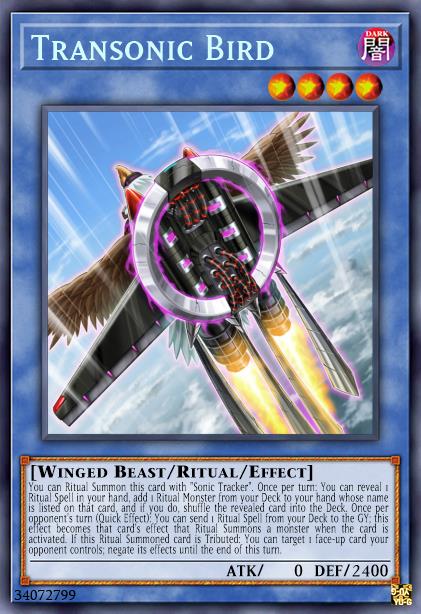 TRANSONIC BIRD
DARK
闇
[WINGED BEAST/RITUAL/EFFECT]
You can Ritual Summon this card with "Sonic Tracker". Once per turn: You can reveal 1
Ritual Spell in your hand, add 1 Ritual Monster from your Deck to your hand whose name
is listed on that card, and if you do, shuffle the revealed card into the Deck. Once per
opponent's turn (Quick Effect): You can send 1 Ritual Spell from your Deck to the GY; this
effect becomes that card's effect that Ritual Summons a monster when the card is
activated. If this Ritual Summoned card is Tributed: You can target 1 face-up card your
opponent controls; negate its effects until the end of this turn.
ATK/ 0 DEF/2400
34072799